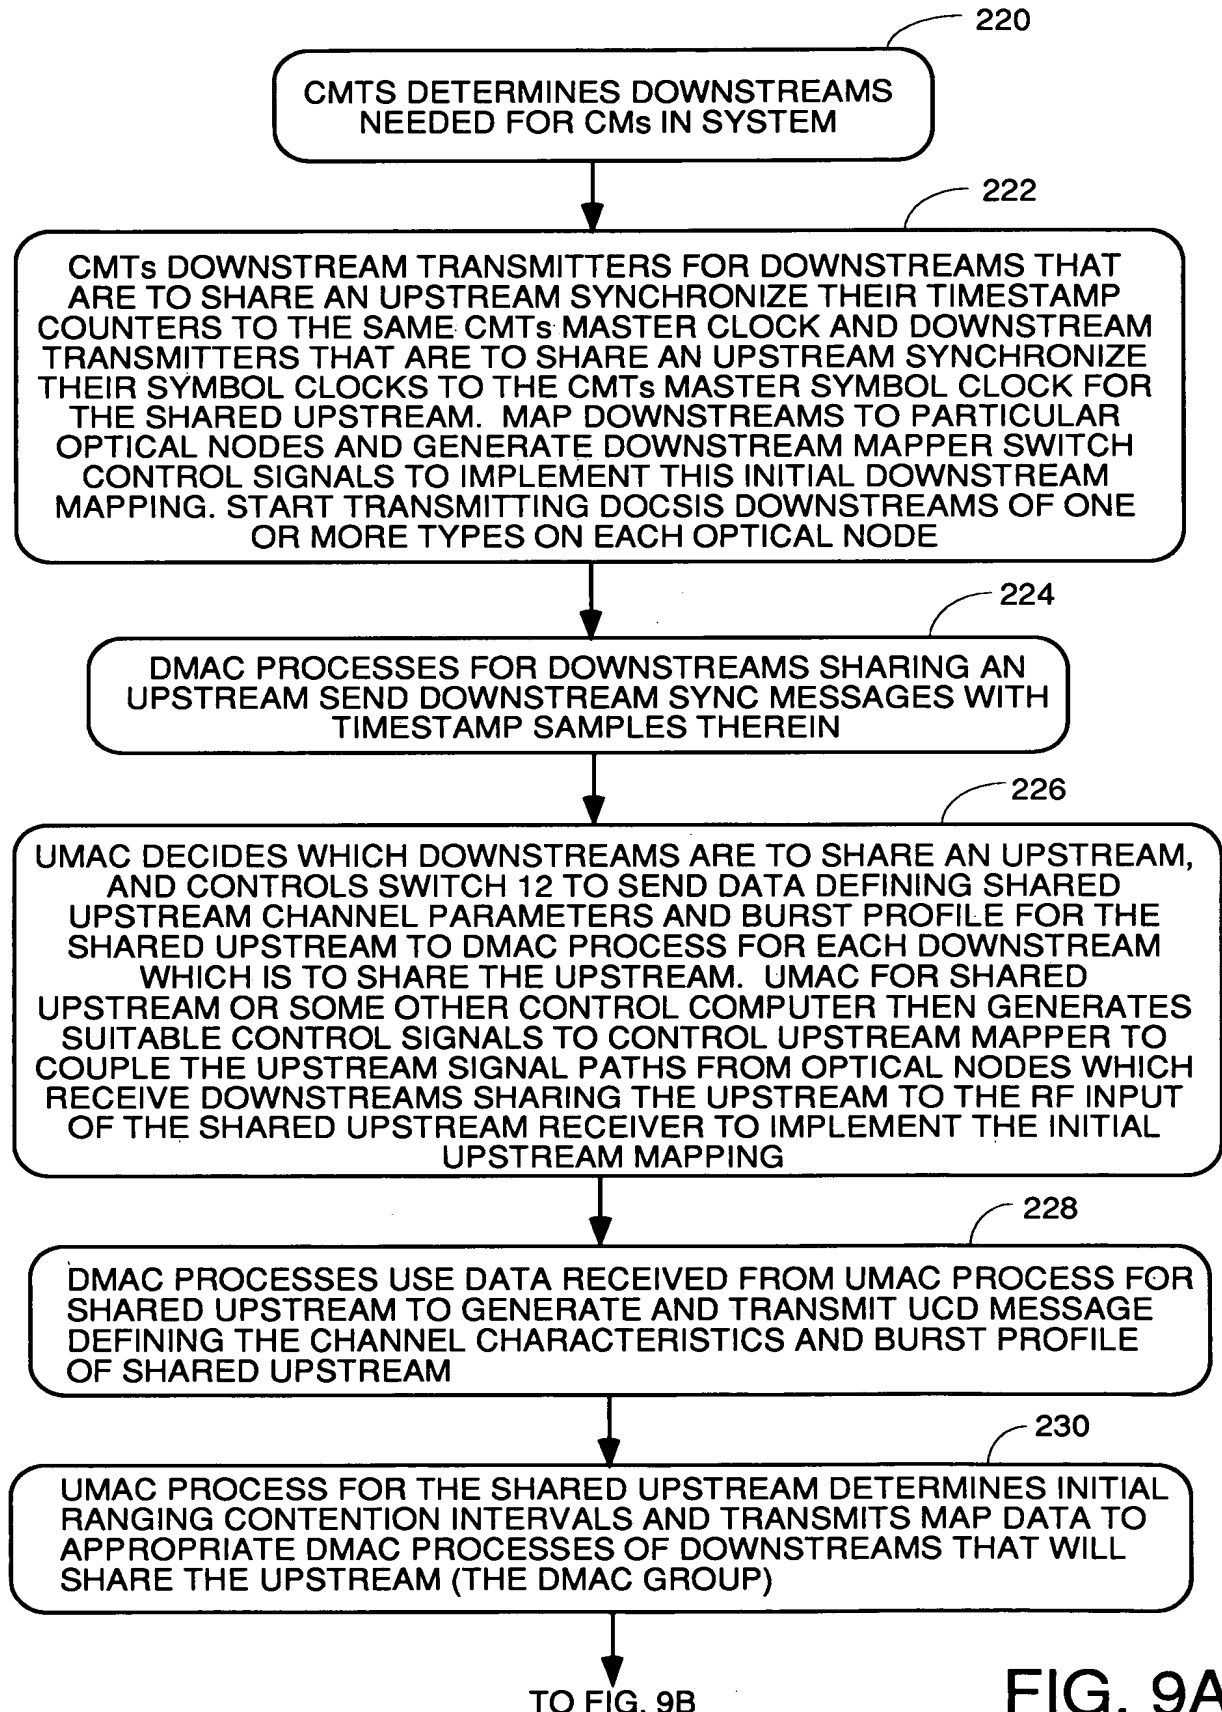 220
CMTS DETERMINES DOWNSTREAMS
NEEDED FOR CMs IN SYSTEM
222
CMTs DOWNSTREAM TRANSMITTERS FOR DOWNSTREAMS THAT
ARE TO SHARE AN UPSTREAM SYNCHRONIZE THEIR TIMESTAMP
COUNTERS TO THE SAME CMTs MASTER CLOCK AND DOWNSTREAM
TRANSMITTERS THAT ARE TO SHARE AN UPSTREAM SYNCHRONIZE
THEIR SYMBOL CLOCKS TO THE CMTs MASTER SYMBOL CLOCK FOR
THE SHARED UPSTREAM. MAP DOWNSTREAMS TO PARTICULAR
OPTICAL NODES AND GENERATE DOWNSTREAM MAPPER SWITCH
CONTROL SIGNALS TO IMPLEMENT THIS INITIAL DOWNSTREAM
MAPPING. START TRANSMITTING DOCSIS DOWNSTREAMS OF ONE
OR MORE TYPES ON EACH OPTICAL NODE
224
DMAC PROCESSES FOR DOWNSTREAMS SHARING AN
UPSTREAM SEND DOWNSTREAM SYNC MESSAGES WITH
TIMESTAMP SAMPLES THEREIN
226
UMAC DECIDES WHICH DOWNSTREAMS ARE TO SHARE AN UPSTREAM,
AND CONTROLS SWITCH 12 TO SEND DATA DEFINING SHARED
UPSTREAM CHANNEL PARAMETERS AND BURST PROFILE FOR THE
SHARED UPSTREAM TO DMAC PROCESS FOR EACH DOWNSTREAM
WHICH IS TO SHARE THE UPSTREAM. UMAC FOR SHARED
UPSTREAM OR SOME OTHER CONTROL COMPUTER THEN GENERATES
SUITABLE CONTROL SIGNALS TO CONTROL UPSTREAM MAPPER TO
COUPLE THE UPSTREAM SIGNAL PATHS FROM OPTICAL NODES WHICH
RECEIVE DOWNSTREAMS SHARING THE UPSTREAM TO THE RF INPUT
OF THE SHARED UPSTREAM RECEIVER TO IMPLEMENT THE INITIAL
UPSTREAM MAPPING
228
DMAC PROCESSES USE DATA RECEIVED FROM UMAC PROCESS FOR
SHARED UPSTREAM TO GENERATE AND TRANSMIT UCD MESSAGE
DEFINING THE CHANNEL CHARACTERISTICS AND BURST PROFILE
OF SHARED UPSTREAM
230
UMAC PROCESS FOR THE SHARED UPSTREAM DETERMINES INITIAL
RANGING CONTENTION INTERVALS AND TRANSMITS MAP DATA TO
APPROPRIATE DMAC PROCESSES OF DOWNSTREAMS THAT WILL
SHARE THE UPSTREAM (THE DMAC GROUP)
TO FIG. 9B
FIG. 9A